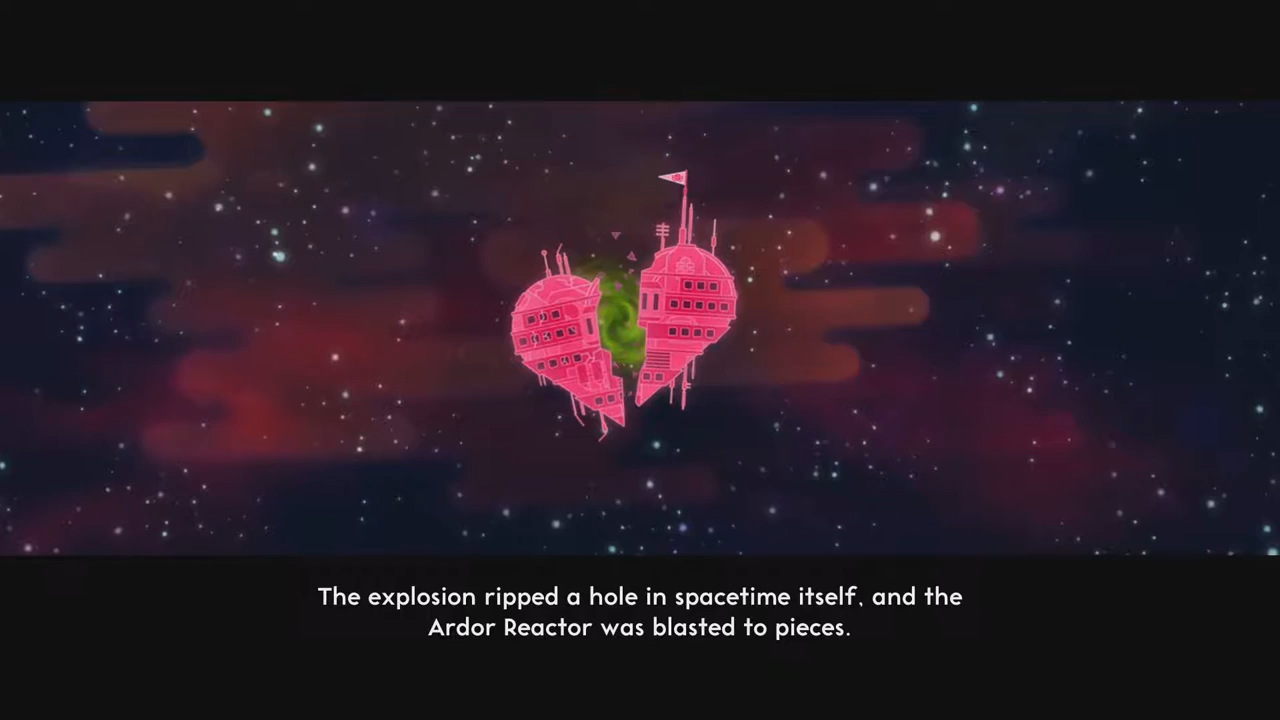 The explosion ripped a hole in spacetime itself, and the
Ardor Reactor was blasted to pieces.